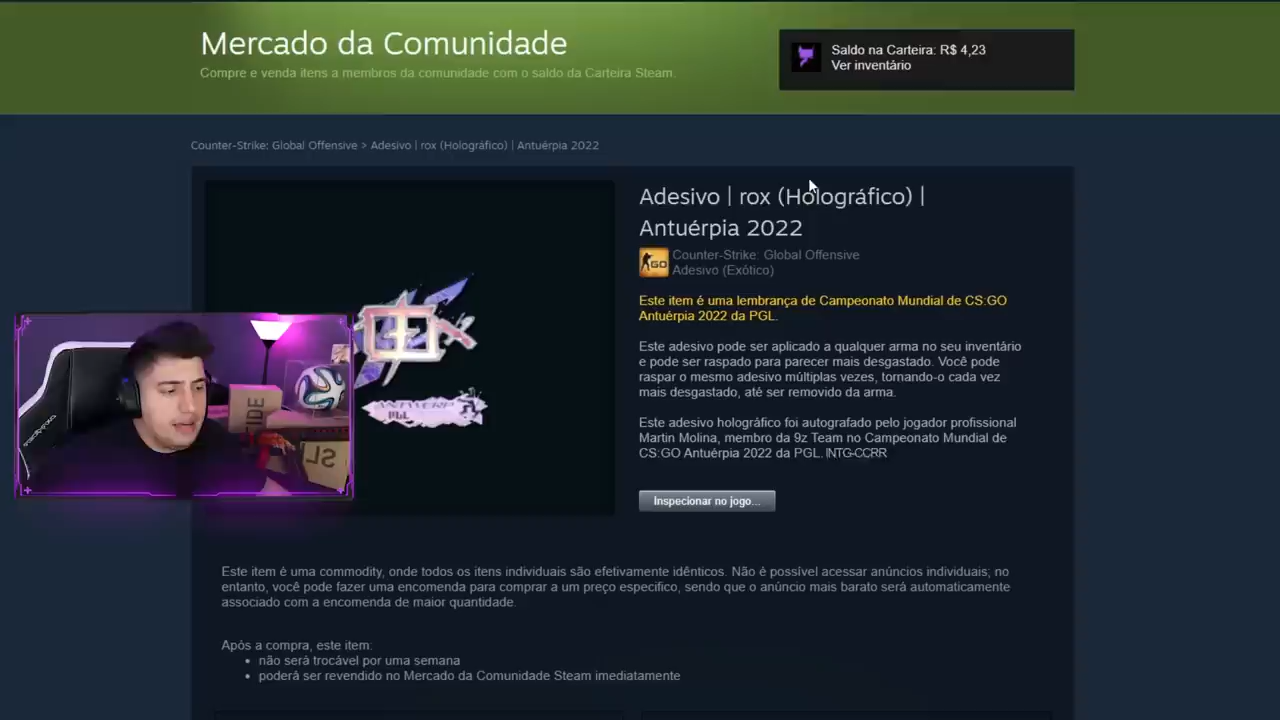 Mercado da Comunidade
Compre e venda itens a membros da comunidade com o saldo da Carteira Steam.
Saldo na Carteira: R$ 4,23
Ver inventário
Counter-Strike: Global Offensive > Adesivo | rox (Holográfico) | Antuérpia 2022
Adesivo | rox (Holográfico) |
Antuérpia 2022
GO
Counter-Strike: Global Offensive
Adesivo (Exótico)
Este item é uma lembrança de Campeonato Mundial de CS:GO
Antuérpia 2022 da PGL.
Este adesivo pode ser aplicado a qualquer arma no seu inventário
e pode ser raspado para parecer mais desgastado. Você pode
raspar o mesmo adesivo múltiplas vezes, tornando-o cada vez
mais desgastado, até ser removido da arma.
Este adesivo holográfico foi autografado pelo jogador profissional
Martin Molina, membro da 9z Team no Campeonato Mundial de
CS:GO Antuérpia 2022 da PGL. INTG-CCRR
ANTWERP
PGL
Inspecionar no jogo...
Este item é uma commodity, onde todos os itens individuais são efetivamente idênticos. Não é possível acessar anúncios individuais; no
entanto, você pode fazer uma encomenda para comprar a um preço específico, sendo que o anúncio mais barato será automaticamente
associado com a encomenda de maior quantidade.
Após a compra, este item:
• não será trocável por uma semana
• poderá ser revendido no Mercado da Comunidade Steam imediatamente